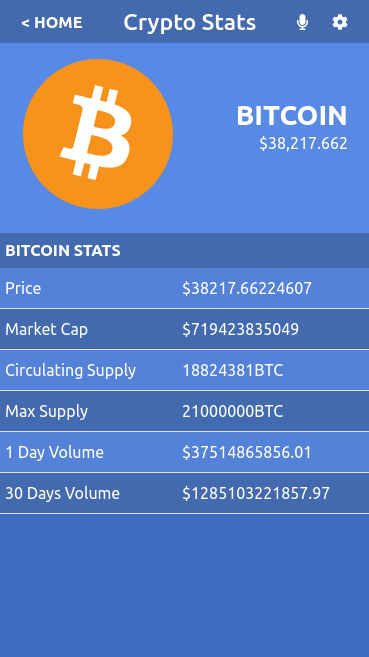 < HOME Crypto Stats
BITCOIN
$38,217.662
BITCOIN STATS
Price $38217.66224607
Market Cap $719423835049
Circulating Supply 18824381BTC
Max Supply 21000000BTC
1 Day Volume $37514865856.01
30 Days Volume $1285103221857.97